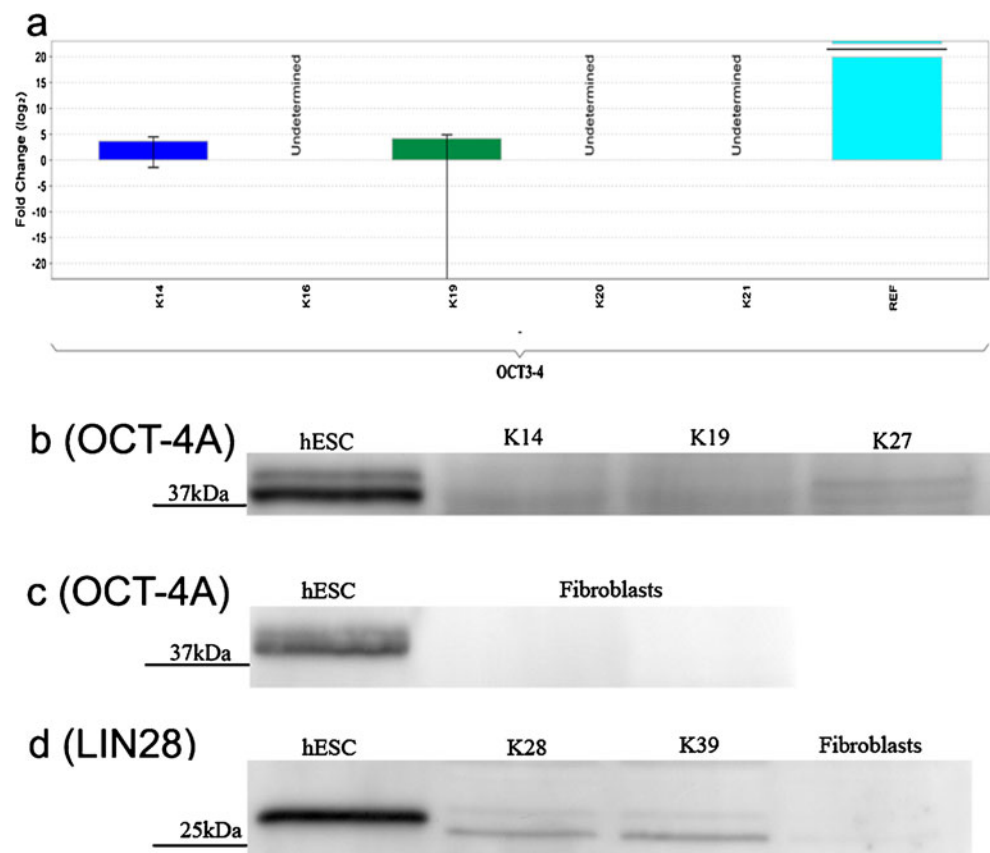 a
Fold Change (log₂)
20
15
10
5
0
-5
-10
-15
-20
Undetermined
Undetermined
Undetermined
K14
K16
K19
K20
K21
REF
-
OCT3-4
b (OCT-4A)
hESC
K14
K19
K27
37kDa
c (OCT-4A)
hESC
Fibroblasts
37kDa
d (LIN28)
hESC
K28
K39
Fibroblasts
25kDa